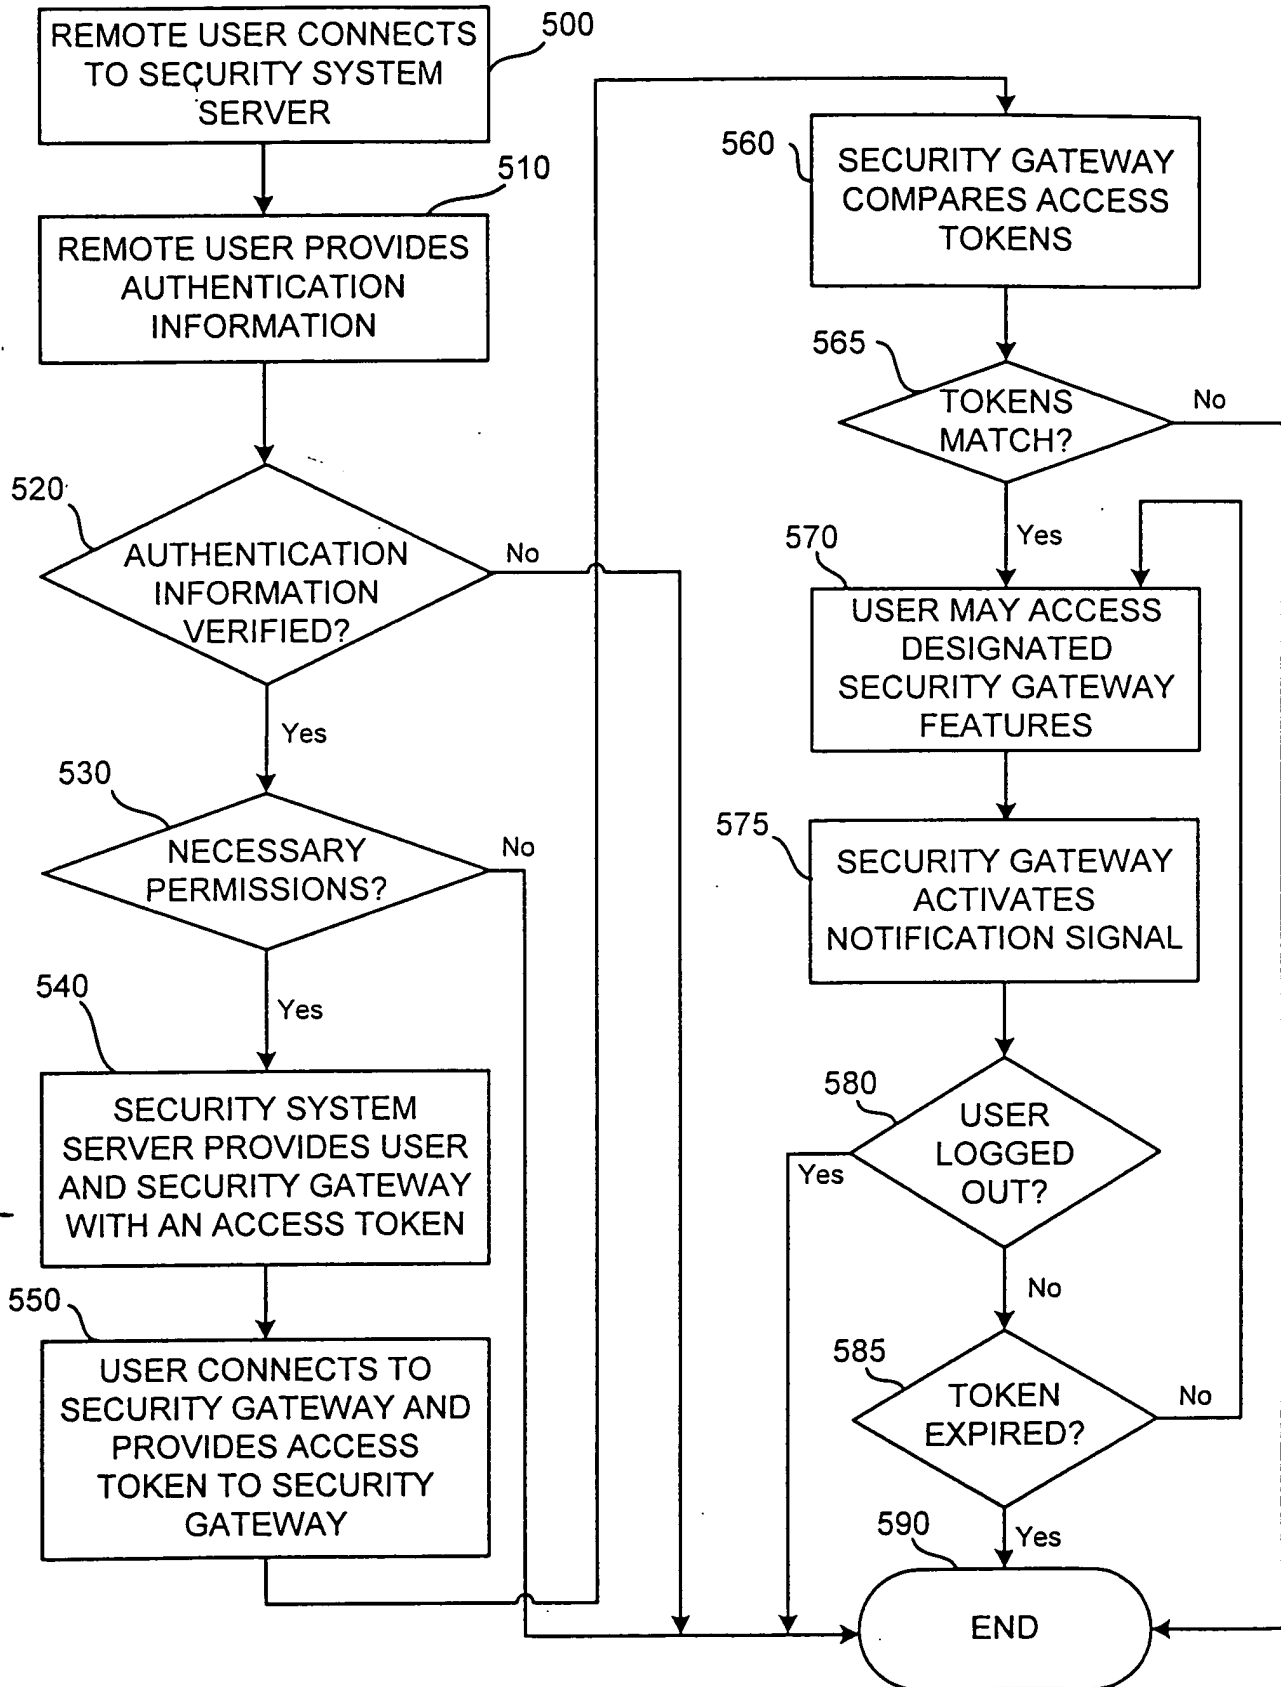 500
REMOTE USER CONNECTS
TO SECURITY SYSTEM
SERVER
510
REMOTE USER PROVIDES
AUTHENTICATION
INFORMATION
520
AUTHENTICATION
INFORMATION
VERIFIED?
No
Yes
530
NECESSARY
PERMISSIONS?
No
Yes
540
SECURITY SYSTEM
SERVER PROVIDES USER
AND SECURITY GATEWAY
WITH AN ACCESS TOKEN
550
USER CONNECTS TO
SECURITY GATEWAY AND
PROVIDES ACCESS
TOKEN TO SECURITY
GATEWAY
560
SECURITY GATEWAY
COMPARES ACCESS
TOKENS
565
TOKENS
MATCH?
No
Yes
570
USER MAY ACCESS
DESIGNATED
SECURITY GATEWAY
FEATURES
575
SECURITY GATEWAY
ACTIVATES
NOTIFICATION SIGNAL
580
USER
LOGGED
OUT?
Yes
No
585
TOKEN
EXPIRED?
No
Yes
590
END